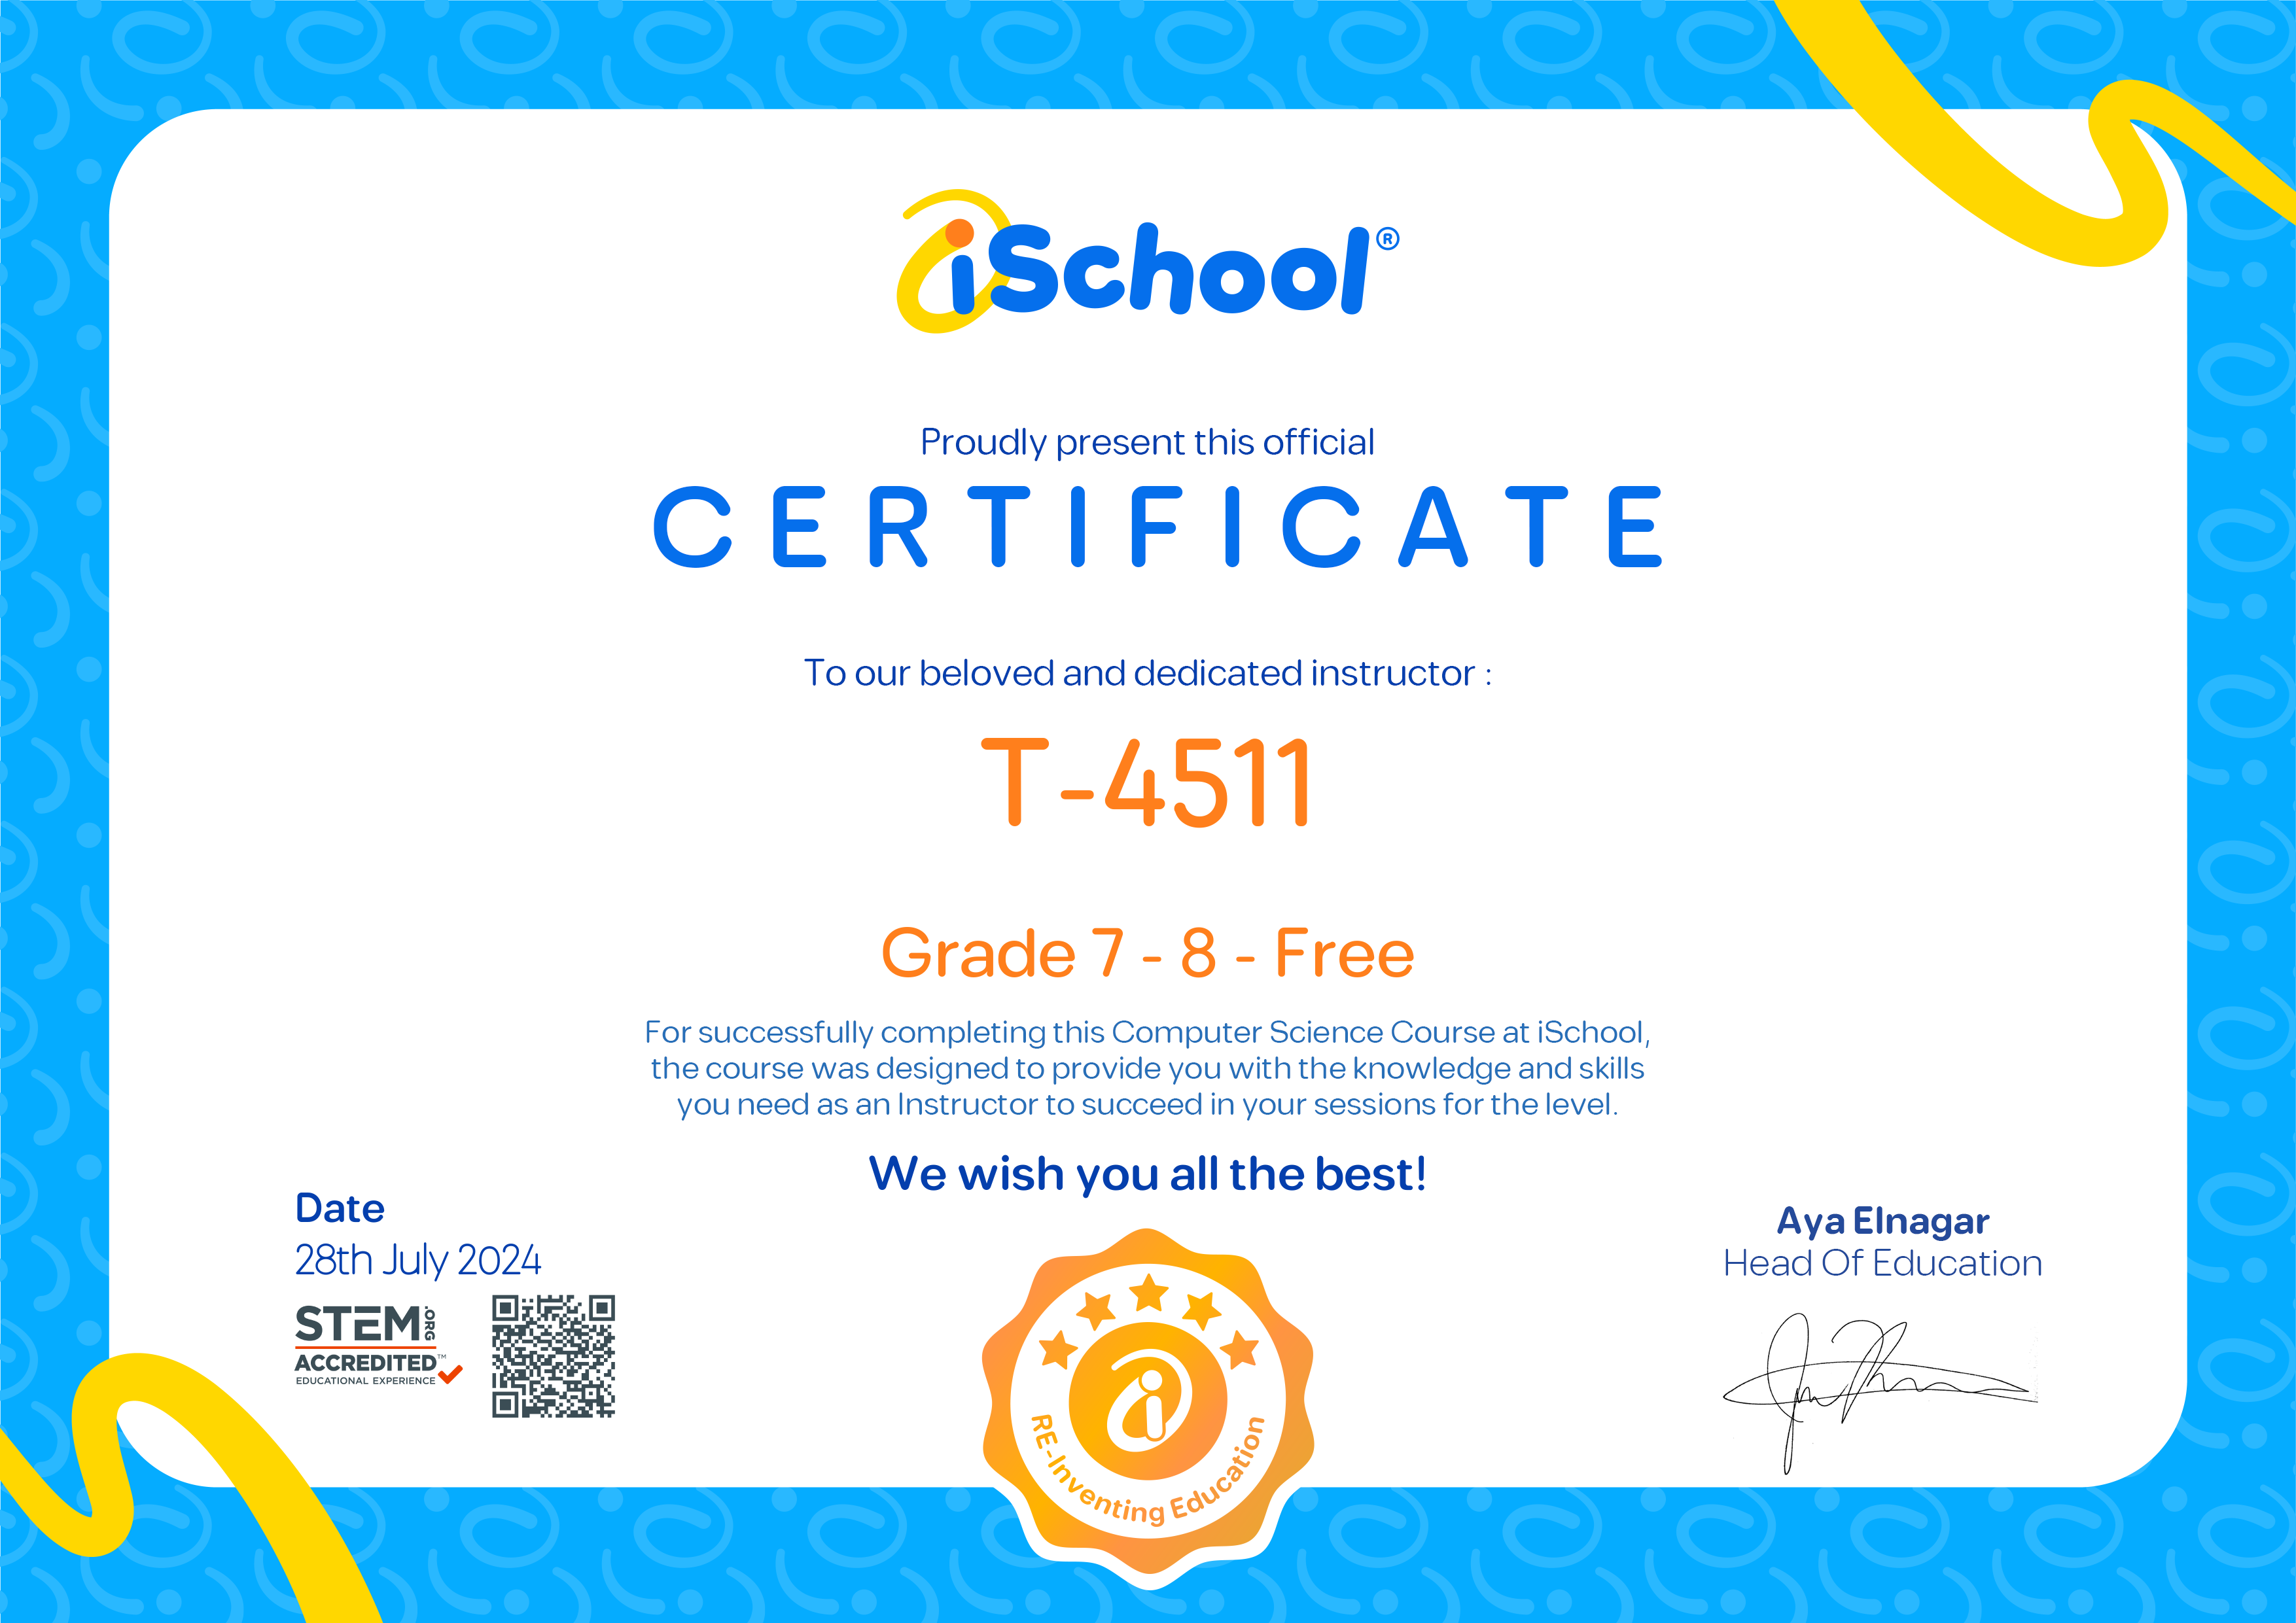 iSchool®
Proudly present this official
CERTIFICATE
To our beloved and dedicated instructor :
T-4511
Grade 7 - 8 - Free
For successfully completing this Computer Science Course at iSchool,
the course was designed to provide you with the knowledge and skills
you need as an Instructor to succeed in your sessions for the level.
We wish you all the best!
Date
28th July 2024
STEM.ORG
ACCREDITED™
EDUCATIONAL EXPERIENCE
i
RE-Inventing Education
Aya Elnagar
Head Of Education